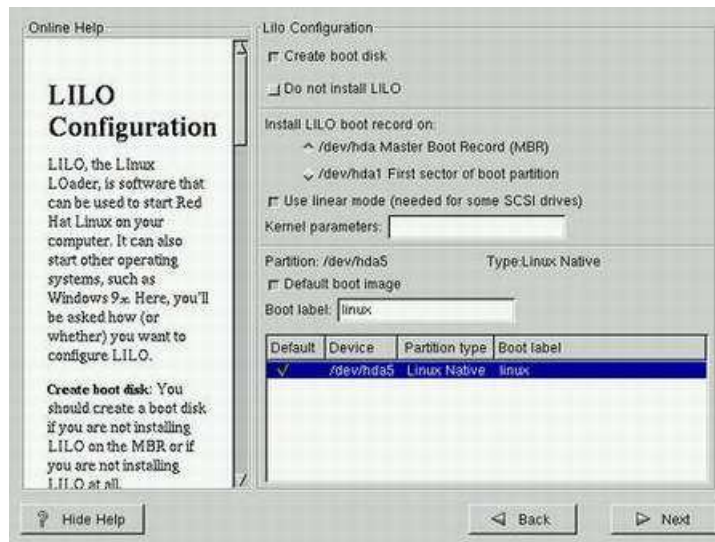 Online Help
LILO
Configuration
LILO, the LInux
LOader, is software that
can be used to start Red
Hat Linux on your
computer. It can also
start other operating
systems, such as
Windows 9x. Here, you'll
be asked how (or
whether) you want to
configure LILO.
Create boot disk: You
should create a boot disk
if you are not installing
LILO on the MBR or if
you are not installing
LILO at all.
Lilo Configuration
Create boot disk
Do not install LILO
Install LILO boot record on:
/dev/hda Master Boot Record (MBR)
/dev/hda1 First sector of boot partition
Use linear mode (needed for some SCSI drives)
Kernel parameters:
Partition: /dev/hda5 Type:Linux Native
Default boot image
Boot label: linux
Default Device Partition type Boot label
/dev/hda5 Linux Native linux
? Hide Help Back Next